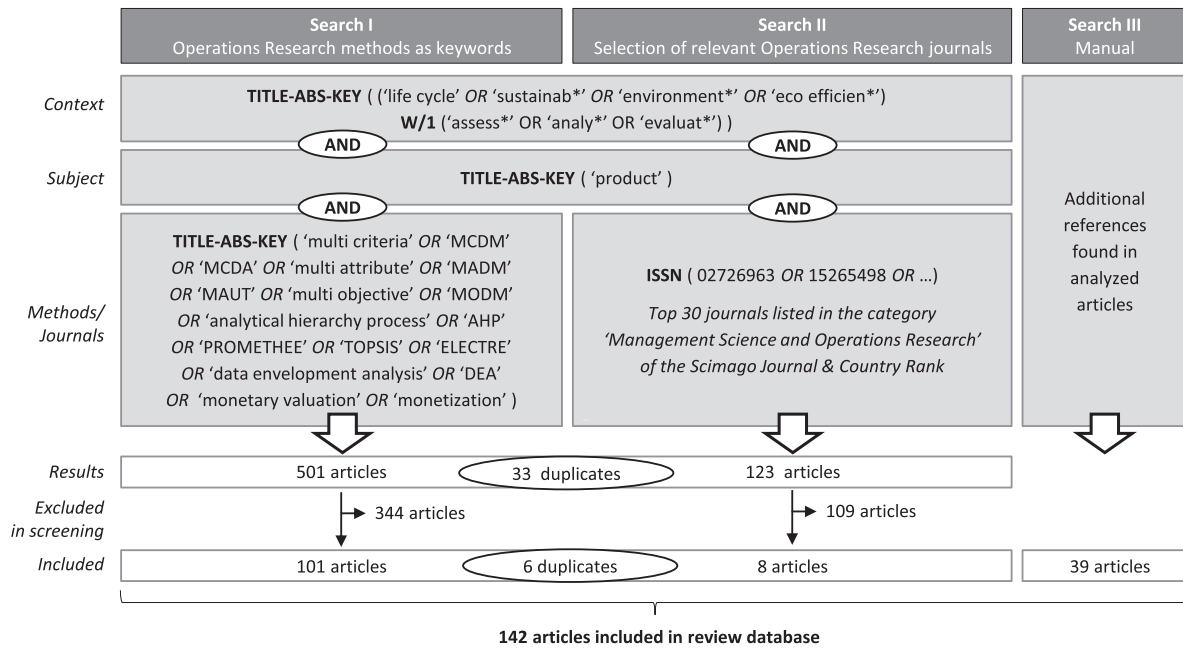 Search I
Operations Research methods as keywords
Search II
Selection of relevant Operations Research journals
Search III
Manual
Context
TITLE-ABS-KEY ( (‘life cycle’ OR ‘sustainab*’ OR ‘environment*’ OR ‘eco efficien*’)
W/1 (‘assess*’ OR ‘analy*’ OR ‘evaluat*’) )
AND
AND
Subject
TITLE-ABS-KEY ( ‘product’ )
AND
AND
Methods/
Journals
TITLE-ABS-KEY ( ‘multi criteria’ OR ‘MCDM’
OR ‘MCDA’ OR ‘multi attribute’ OR ‘MADM’
OR ‘MAUT’ OR ‘multi objective’ OR ‘MODM’
OR ‘analytical hierarchy process’ OR ‘AHP’
OR ‘PROMETHEE’ OR ‘TOPSIS’ OR ‘ELECTRE’
OR ‘data envelopment analysis’ OR ‘DEA’
OR ‘monetary valuation’ OR ‘monetization’ )
ISSN ( 02726963 OR 15265498 OR …)
Top 30 journals listed in the category
‘Management Science and Operations Research’
of the Scimago Journal & Country Rank
Additional
references
found in
analyzed
articles
Results
501 articles
33 duplicates
123 articles
Excluded
in screening
344 articles
109 articles
Included
101 articles
6 duplicates
8 articles
39 articles
142 articles included in review database